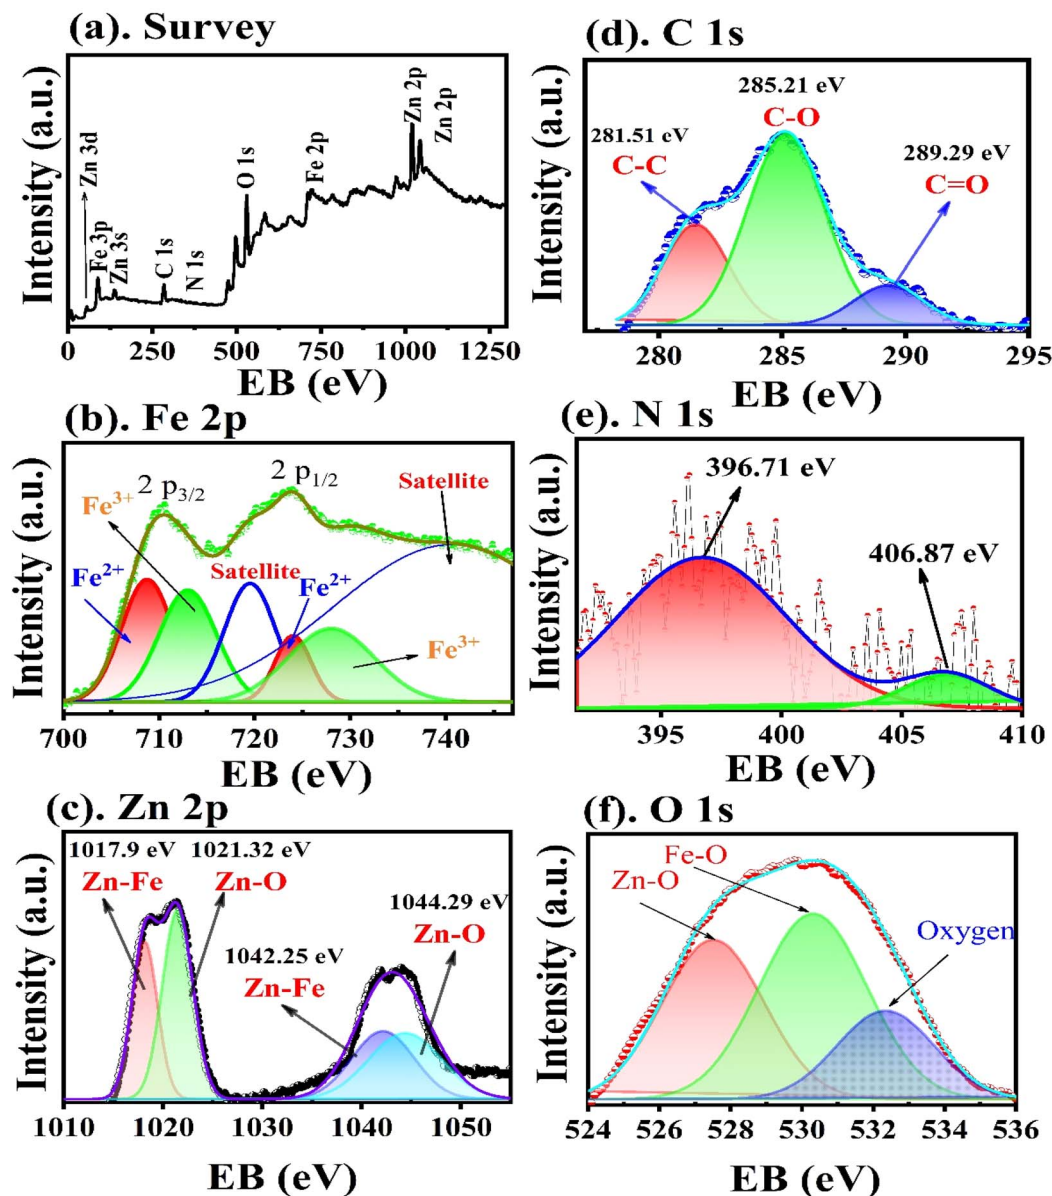 (a). Survey
Intensity (a.u.)
Zn 3d
Fe 3p
Zn 3s
C 1s
N 1s
O 1s
Fe 2p
Zn 2p
Zn 2p
0 250 500 750 1000 1250
EB (eV)
(b). Fe 2p
Intensity (a.u.)
2 p3/2
2 p1/2
Satellite
Fe3+
Fe2+
Satellite
Fe2+
Fe3+
700 710 720 730 740
EB (eV)
(c). Zn 2p
Intensity (a.u.)
1017.9 eV
Zn-Fe
1021.32 eV
Zn-O
1042.25 eV
Zn-Fe
1044.29 eV
Zn-O
1010 1020 1030 1040 1050
EB (eV)
(d). C 1s
Intensity (a.u.)
281.51 eV
C-C
285.21 eV
C-O
289.29 eV
C=O
280 285 290 295
EB (eV)
(e). N 1s
Intensity (a.u.)
396.71 eV
406.87 eV
395 400 405 410
EB (eV)
(f). O 1s
Intensity (a.u.)
Zn-O
Fe-O
Oxygen
524 526 528 530 532 534 536
EB (eV)